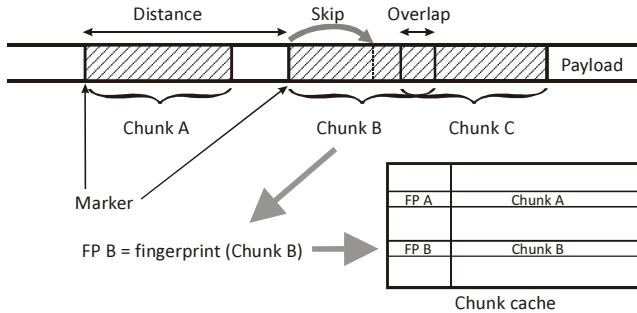 Distance Skip Overlap
Payload
Chunk A Chunk B Chunk C
Marker
FP A Chunk A
FP B = fingerprint (Chunk B)
FP B Chunk B
Chunk cache